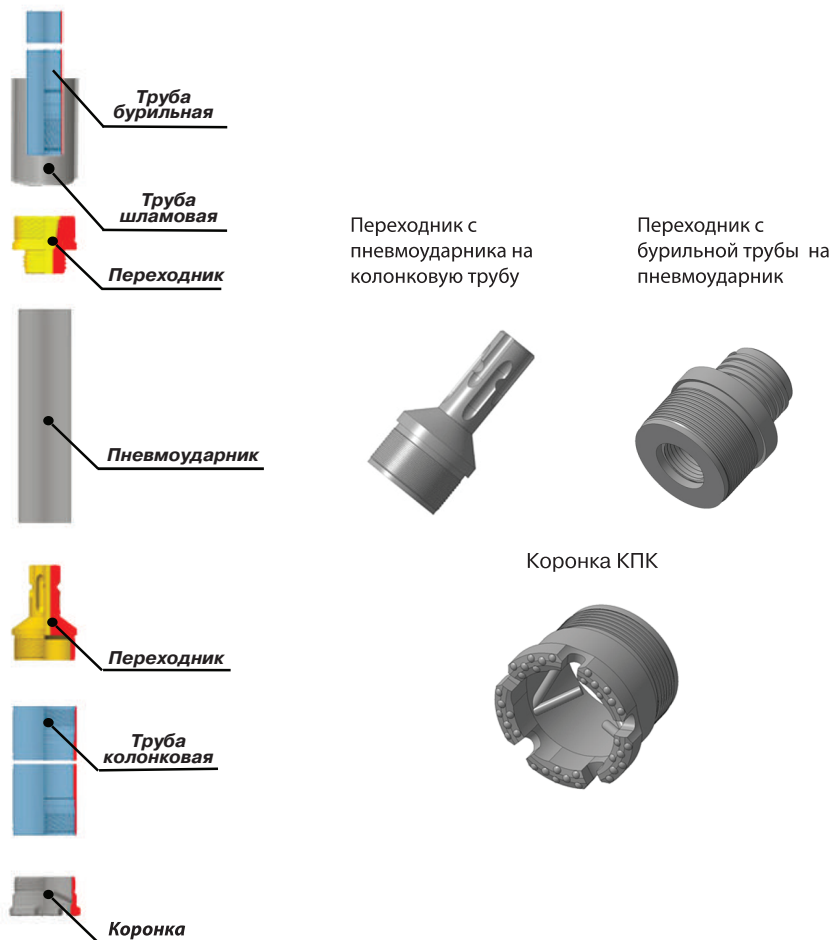 Труба
бурильная
Труба
шламовая
Переходник
Пневмоударник
Переходник
Труба
колонковая
Коронка
Переходник с
пневмоударника на
колонковую трубу
Переходник с
бурильной трубы на
пневмоударник
Коронка КПК